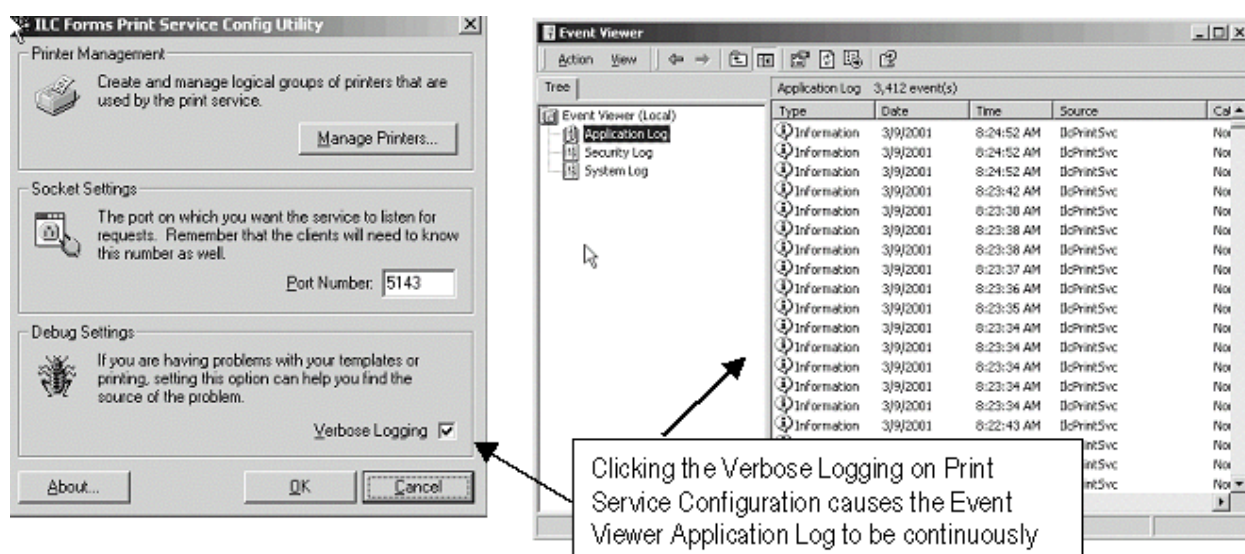 ILC Forms Print Service Config Utility
Printer Management
Create and manage logical groups of printers that are
used by the print service.
Manage Printers...
Socket Settings
The port on which you want the service to listen for
requests. Remember that the clients will need to know
this number as well.
Port Number: 5143
Debug Settings
If you are having problems with your templates or
printing, setting this option can help you find the
source of the problem.
Verbose Logging
About... OK Cancel
Event Viewer
Action View
Tree
Application Log 3,412 event(s)
Event Viewer (Local)
Application Log
Security Log
System Log
Type Date Time Source
Information 3/9/2001 8:24:52 AM IlcPrintSvc
Information 3/9/2001 8:24:52 AM IlcPrintSvc
Information 3/9/2001 8:24:52 AM IlcPrintSvc
Information 3/9/2001 8:23:42 AM IlcPrintSvc
Information 3/9/2001 8:23:38 AM IlcPrintSvc
Information 3/9/2001 8:23:38 AM IlcPrintSvc
Information 3/9/2001 8:23:38 AM IlcPrintSvc
Information 3/9/2001 8:23:37 AM IlcPrintSvc
Information 3/9/2001 8:23:36 AM IlcPrintSvc
Information 3/9/2001 8:23:35 AM IlcPrintSvc
Information 3/9/2001 8:23:34 AM IlcPrintSvc
Information 3/9/2001 8:23:34 AM IlcPrintSvc
Information 3/9/2001 8:23:34 AM IlcPrintSvc
Information 3/9/2001 8:23:34 AM IlcPrintSvc
Information 3/9/2001 8:23:34 AM IlcPrintSvc
Information 3/9/2001 8:22:43 AM IlcPrintSvc
Clicking the Verbose Logging on Print
Service Configuration causes the Event
Viewer Application Log to be continuously